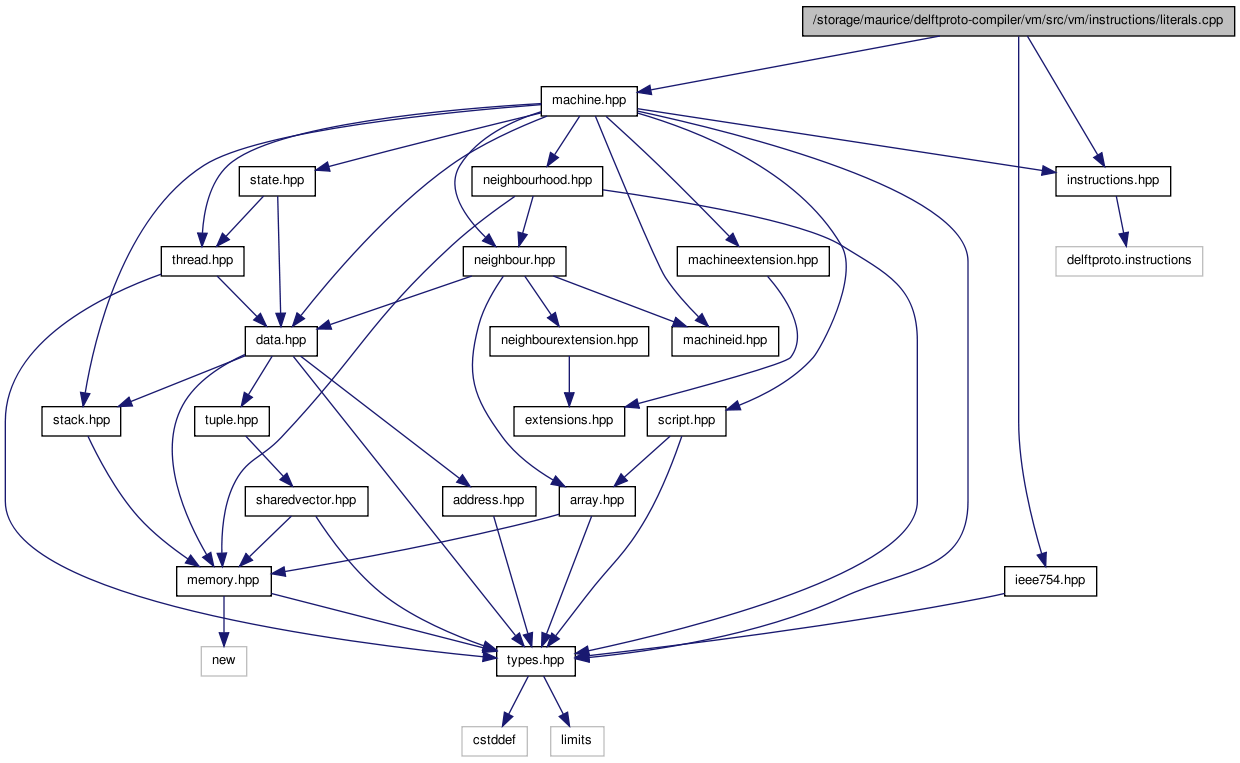 /storage/maurice/delftproto-compiler/vm/src/vm/instructions/literals.cpp
machine.hpp
state.hpp
neighbourhood.hpp
instructions.hpp
thread.hpp
neighbour.hpp
machineextension.hpp
delftproto.instructions
data.hpp
neighbourextension.hpp
machineid.hpp
stack.hpp
tuple.hpp
extensions.hpp
script.hpp
sharedvector.hpp
address.hpp
array.hpp
memory.hpp
ieee754.hpp
new
types.hpp
cstddef
limits